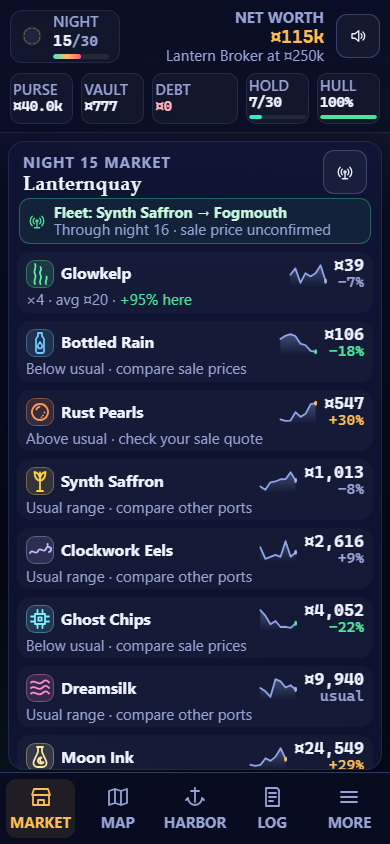 NIGHT
15/30
NET WORTH
¤115k
Lantern Broker at ¤250k
PURSE
¤40.0k
VAULT
¤777
DEBT
¤0
HOLD
7/30
HULL
100%
NIGHT 15 MARKET
Lanternquay
Fleet: Synth Saffron → Fogmouth
Through night 16 · sale price unconfirmed
Glowkelp
¤39
−7%
×4 · avg ¤20 · +95% here
Bottled Rain
¤106
−18%
Below usual · compare sale prices
Rust Pearls
¤547
+30%
Above usual · check your sale quote
Synth Saffron
¤1,013
−8%
Usual range · compare other ports
Clockwork Eels
¤2,616
+9%
Usual range · compare other ports
Ghost Chips
¤4,052
−22%
Below usual · compare sale prices
Dreamsilk
¤9,940
usual
Usual range · compare other ports
Moon Ink
¤24,549
+29%
MARKET
MAP
HARBOR
LOG
MORE